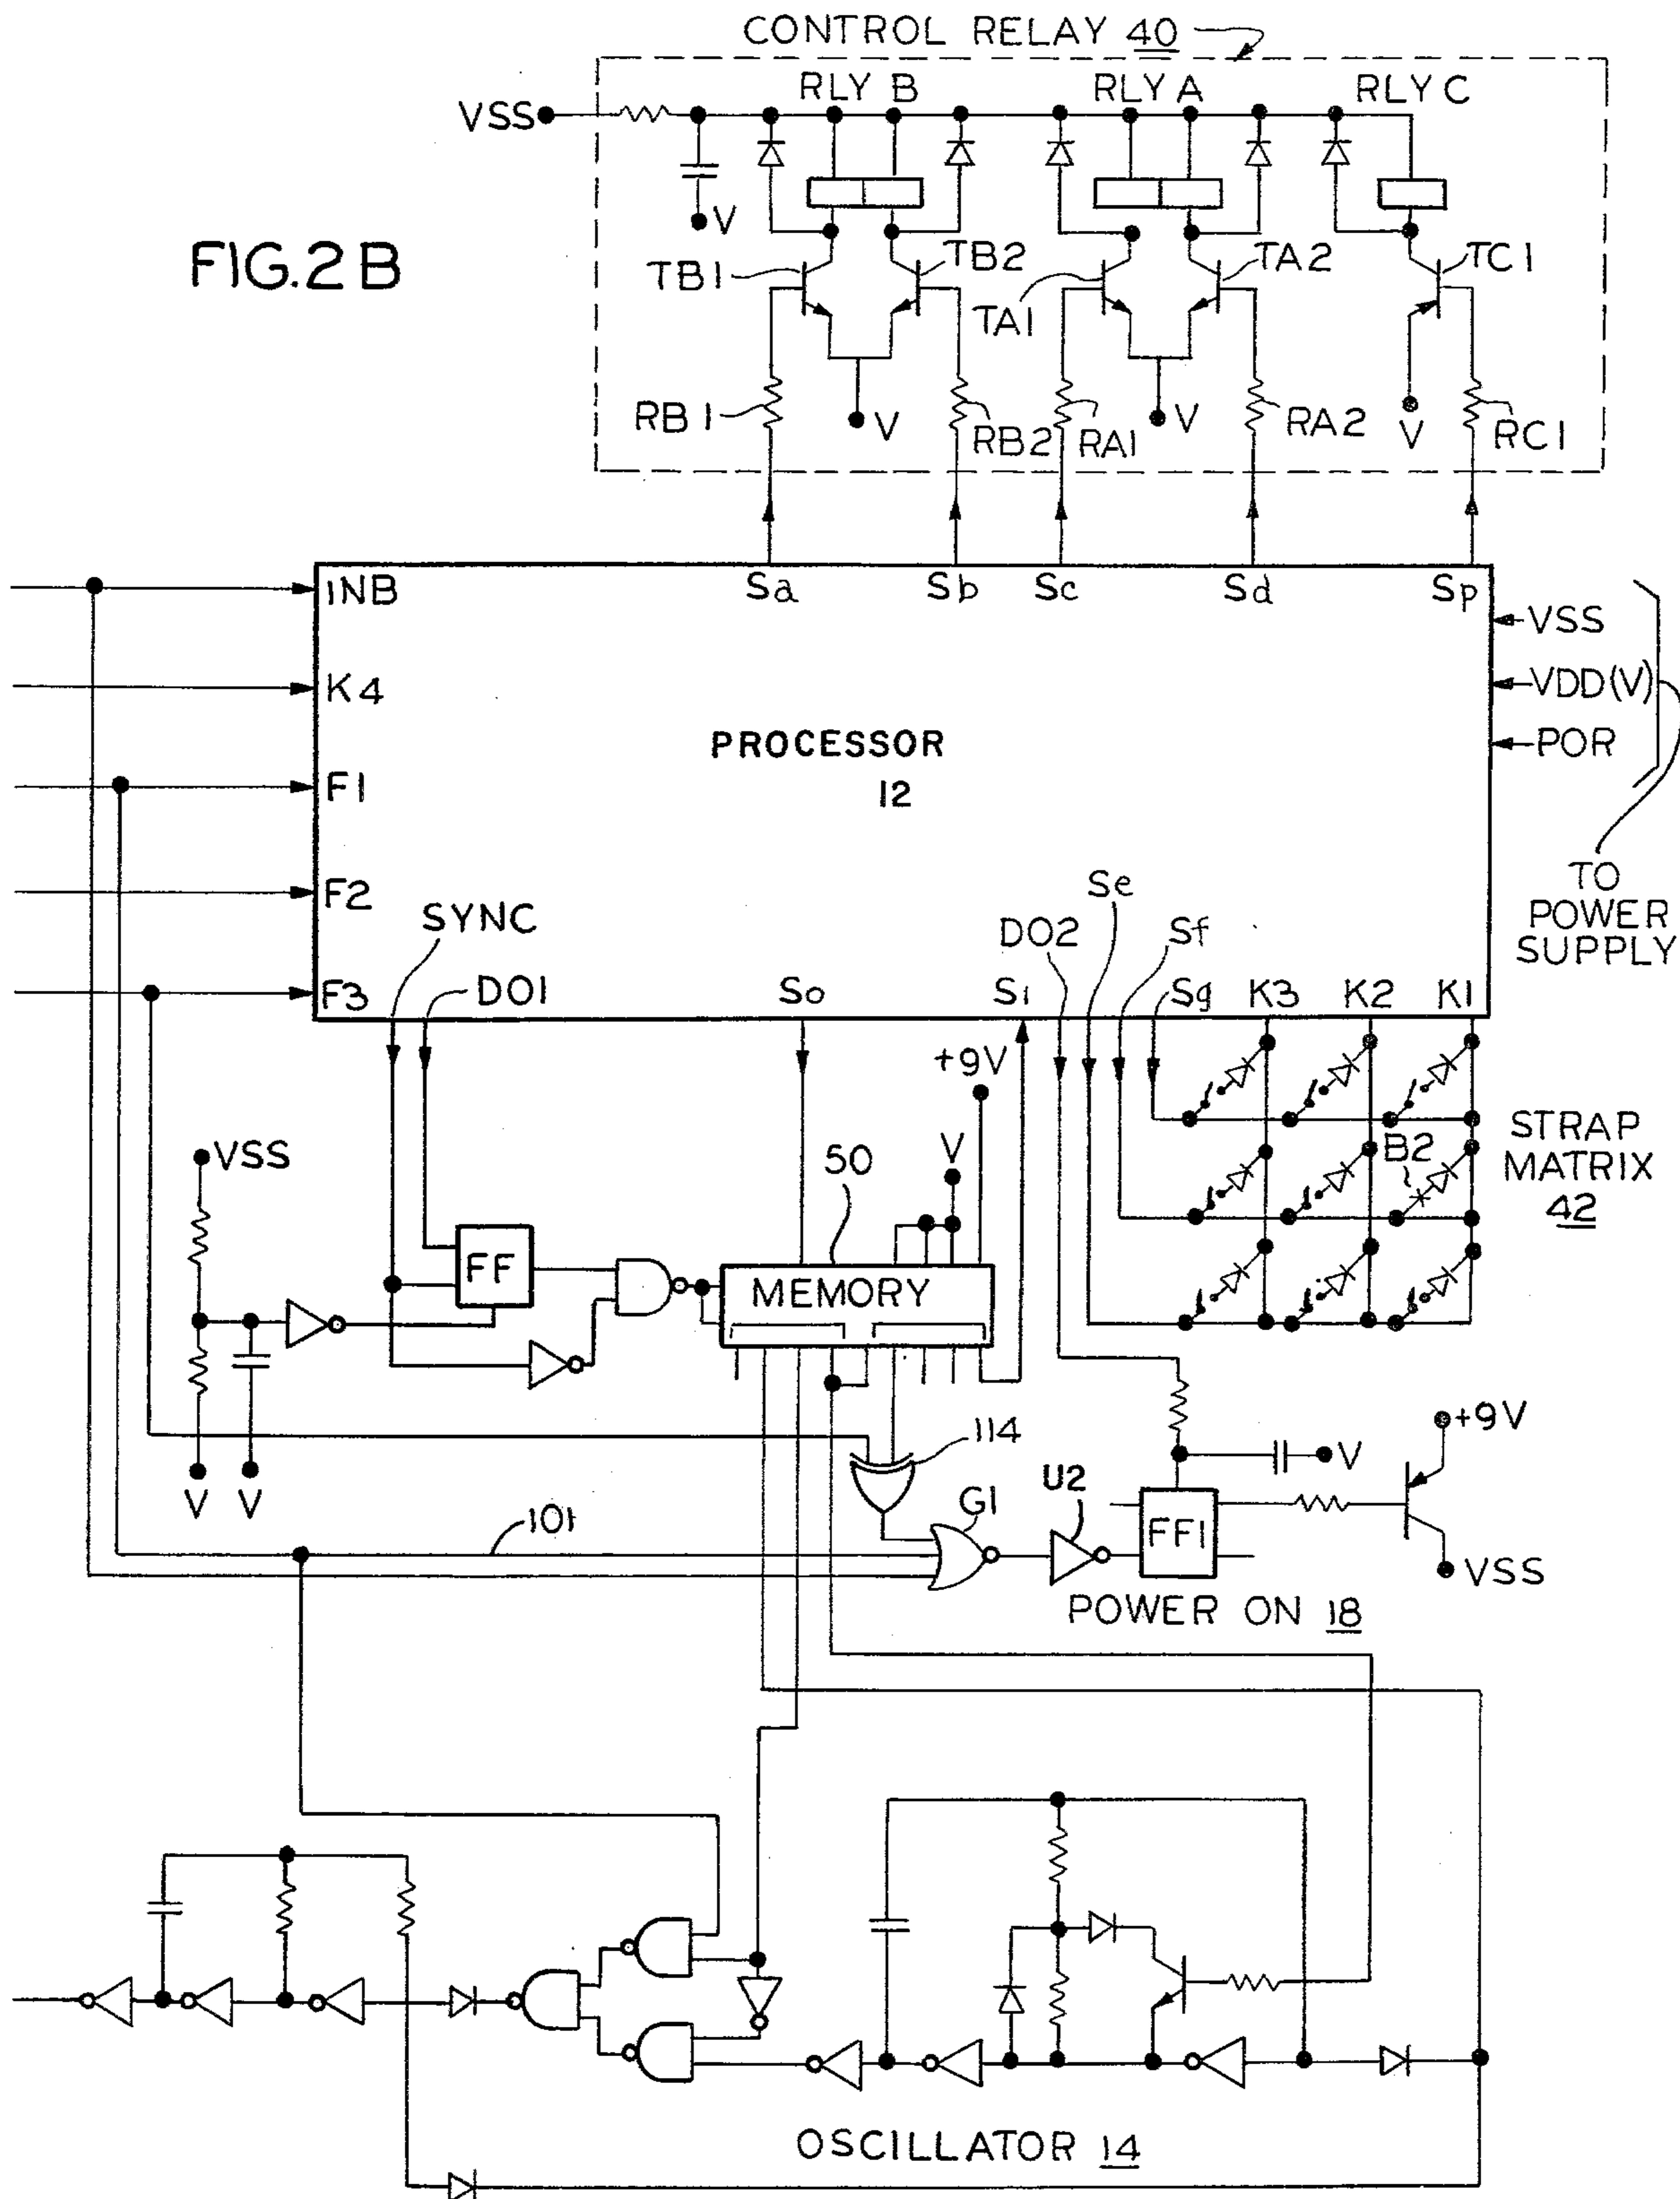 CONTROL RELAY 40
RLY B
RLY A
RLY C
VSS
V
FIG. 2B
TB1
TB2
TA1
TA2
TC1
RB1
V
RB2
RA1
V
RA2
V
RC1
INB
Sa
Sb
Sc
Sd
Sp
VSS
K4
VDD(V)
PROCESSOR
12
POR
F1
F2
TO
POWER
SUPPLY
SYNC
DO2
Se
Sf
F3
DO1
So
Si
Sg
K3
K2
K1
+9V
VSS
50
V
B2
STRAP
MATRIX
42
FF
MEMORY
V
V
114
+9V
V
101
G1
U2
FF1
VSS
POWER ON 18
OSCILLATOR 14